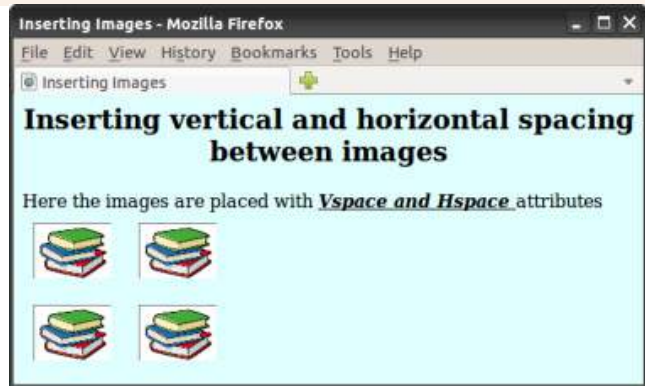 Inserting Images - Mozilla Firefox
File Edit View History Bookmarks Tools Help
Inserting Images
Inserting vertical and horizontal spacing
between images
Here the images are placed with Vspace and Hspace attributes